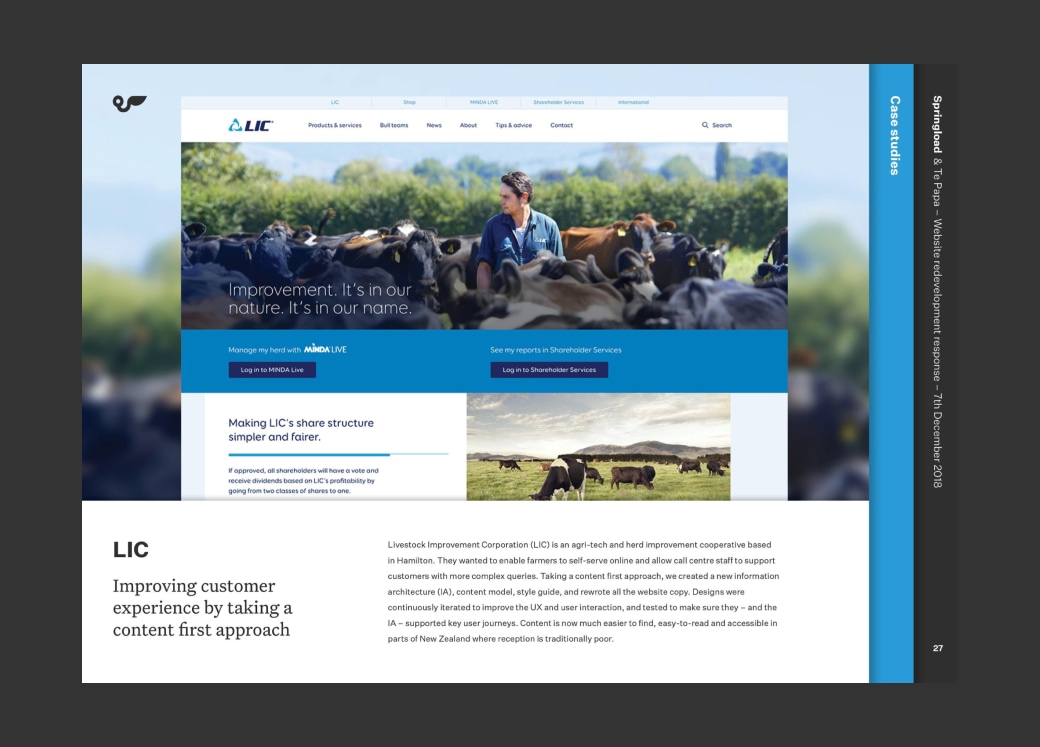 LIC
Shop
MINDA LIVE
Shareholder Services
International
LIC
Products & services
Bull teams
News
About
Tips & advice
Contact
Search
Improvement. It's in our
nature. It's in our name.
Manage my herd with MINDA LIVE
Log in to MINDA Live
See my reports in Shareholder Services
Log in to Shareholder Services
Making LIC's share structure
simpler and fairer.
If approved, all shareholders will have a vote and
receive dividends based on LIC's profitability by
going from two classes of shares to one.
LIC
Improving customer
experience by taking a
content first approach
Livestock Improvement Corporation (LIC) is an agri-tech and herd improvement cooperative based
in Hamilton. They wanted to enable farmers to self-serve online and allow call centre staff to support
customers with more complex queries. Taking a content first approach, we created a new information
architecture (IA), content model, style guide, and rewrote all the website copy. Designs were
continuously iterated to improve the UX and user interaction, and tested to make sure they – and the
IA – supported key user journeys. Content is now much easier to find, easy-to-read and accessible in
parts of New Zealand where reception is traditionally poor.
Case studies
Springload & Te Papa – Website redevelopment response – 7th December 2018
27